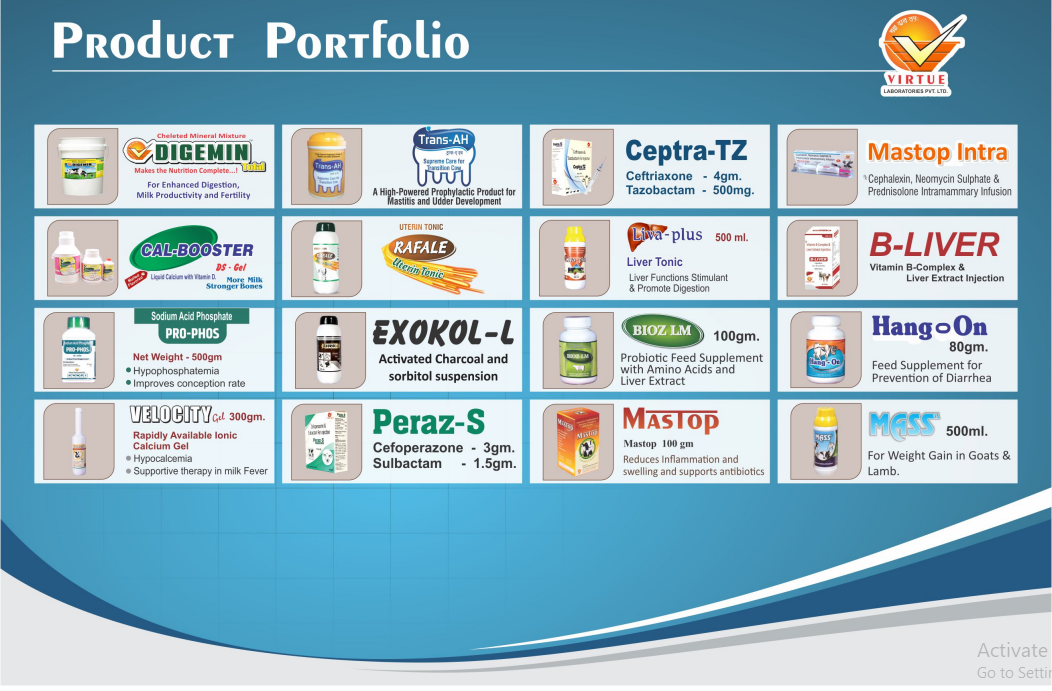 Product Portfolio
VIRTUE
LABORATORIES PVT. LTD.
Cheleted Mineral Mixture
DIGEMIN
Total
Makes the Nutrition Complete...!
For Enhanced Digestion,
Milk Productivity and Fertility
Trans-AH
Supreme Care for
Transition Cow
A High-Powered Prophylactic Product for
Mastitis and Udder Development
Ceptra-TZ
Ceftriaxone - 4gm.
Tazobactam - 500mg.
Mastop Intra
Cephalexin, Neomycin Sulphate &
Prednisolone Intramammary Infusion
CAL-BOOSTER
DS - Gel
Liquid Calcium with Vitamin D.
More Milk
Stronger Bones
UTERIN TONIC
RAFALE
Uterin Tonic
Liva-plus 500 ml.
Liver Tonic
Liver Functions Stimulant
& Promote Digestion
B-LIVER
Vitamin B-Complex &
Liver Extract Injection
Sodium Acid Phosphate
PRO-PHOS
Net Weight - 500gm
Hypophosphatemia
Improves conception rate
EXOKOL-L
Activated Charcoal and
sorbitol suspension
BIOZ LM 100gm.
Probiotic Feed Supplement
with Amino Acids and
Liver Extract
Hang-On
80gm.
Feed Supplement for
Prevention of Diarrhea
VELOCITY Gel 300gm.
Rapidly Available Ionic
Calcium Gel
Hypocalcemia
Supportive therapy in milk Fever
Peraz-S
Cefoperazone - 3gm.
Sulbactam - 1.5gm.
MASTOP
Mastop 100 gm
Reduces Inflammation and
swelling and supports antibiotics
MGSS 500ml.
For Weight Gain in Goats &
Lamb.
Activate
Go to Settin